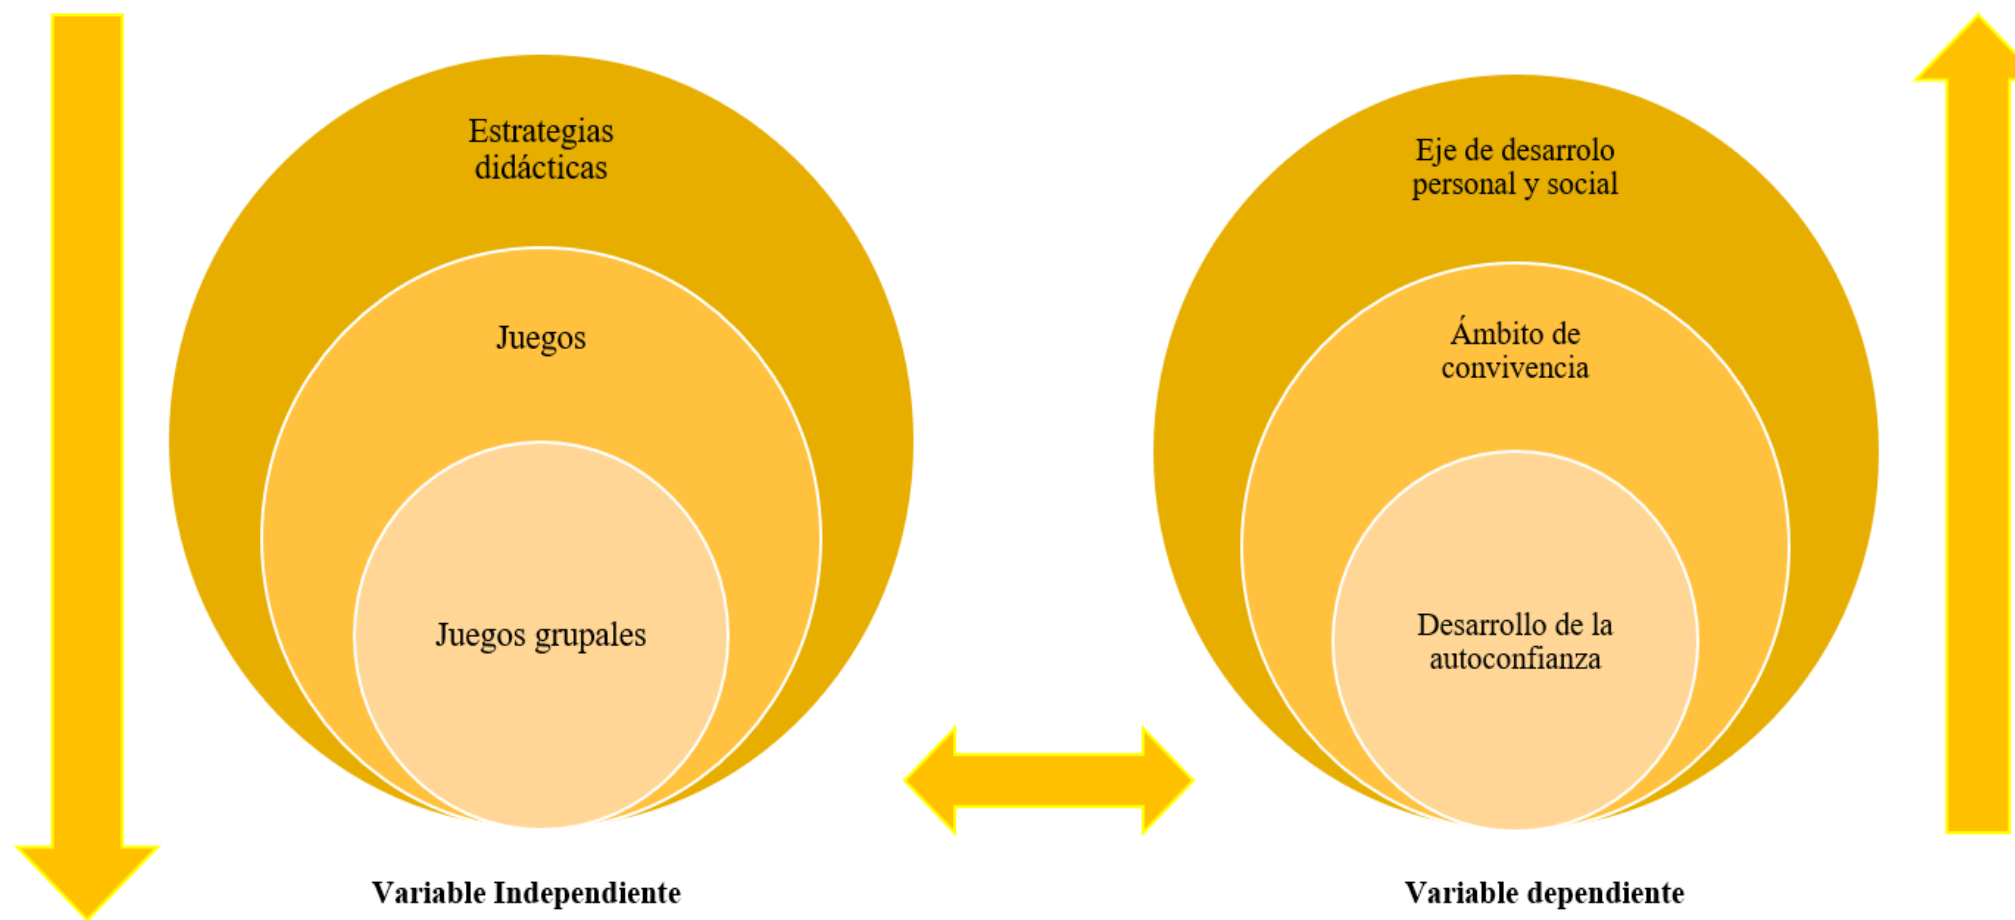 Estrategias
didácticas
Juegos
Juegos grupales
Variable Independiente
Eje de desarrolo
personal y social
Ámbito de
convivencia
Desarrollo de la
autoconfianza
Variable dependiente